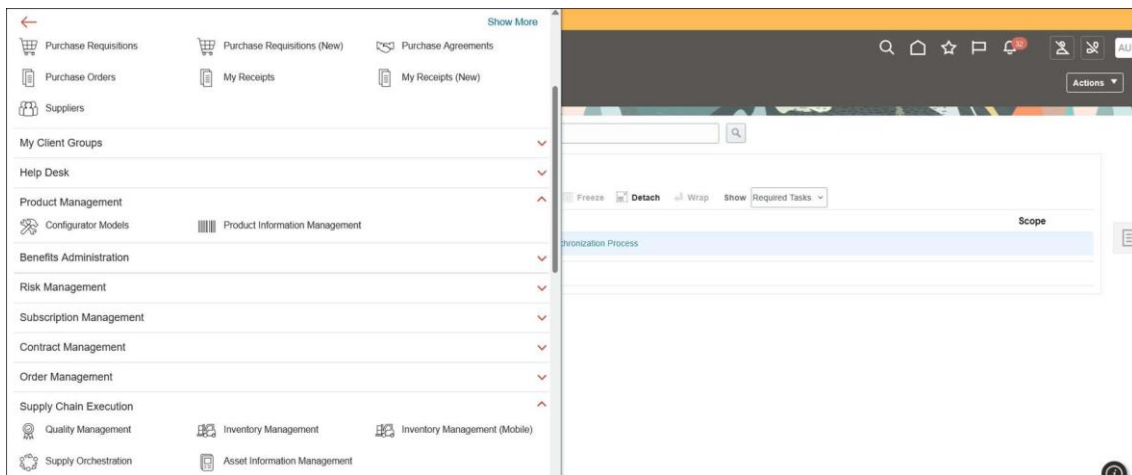 Show More
Purchase Requisitions
Purchase Requisitions (New)
Purchase Agreements
Purchase Orders
My Receipts
My Receipts (New)
Suppliers
My Client Groups
Help Desk
Product Management
Configurator Models
Product Information Management
Benefits Administration
Risk Management
Subscription Management
Contract Management
Order Management
Supply Chain Execution
Quality Management
Inventory Management
Inventory Management (Mobile)
Supply Orchestration
Asset Information Management
32
AU
Actions
Freeze
Detach
Wrap
Show
Required Tasks
Scope
chronization Process